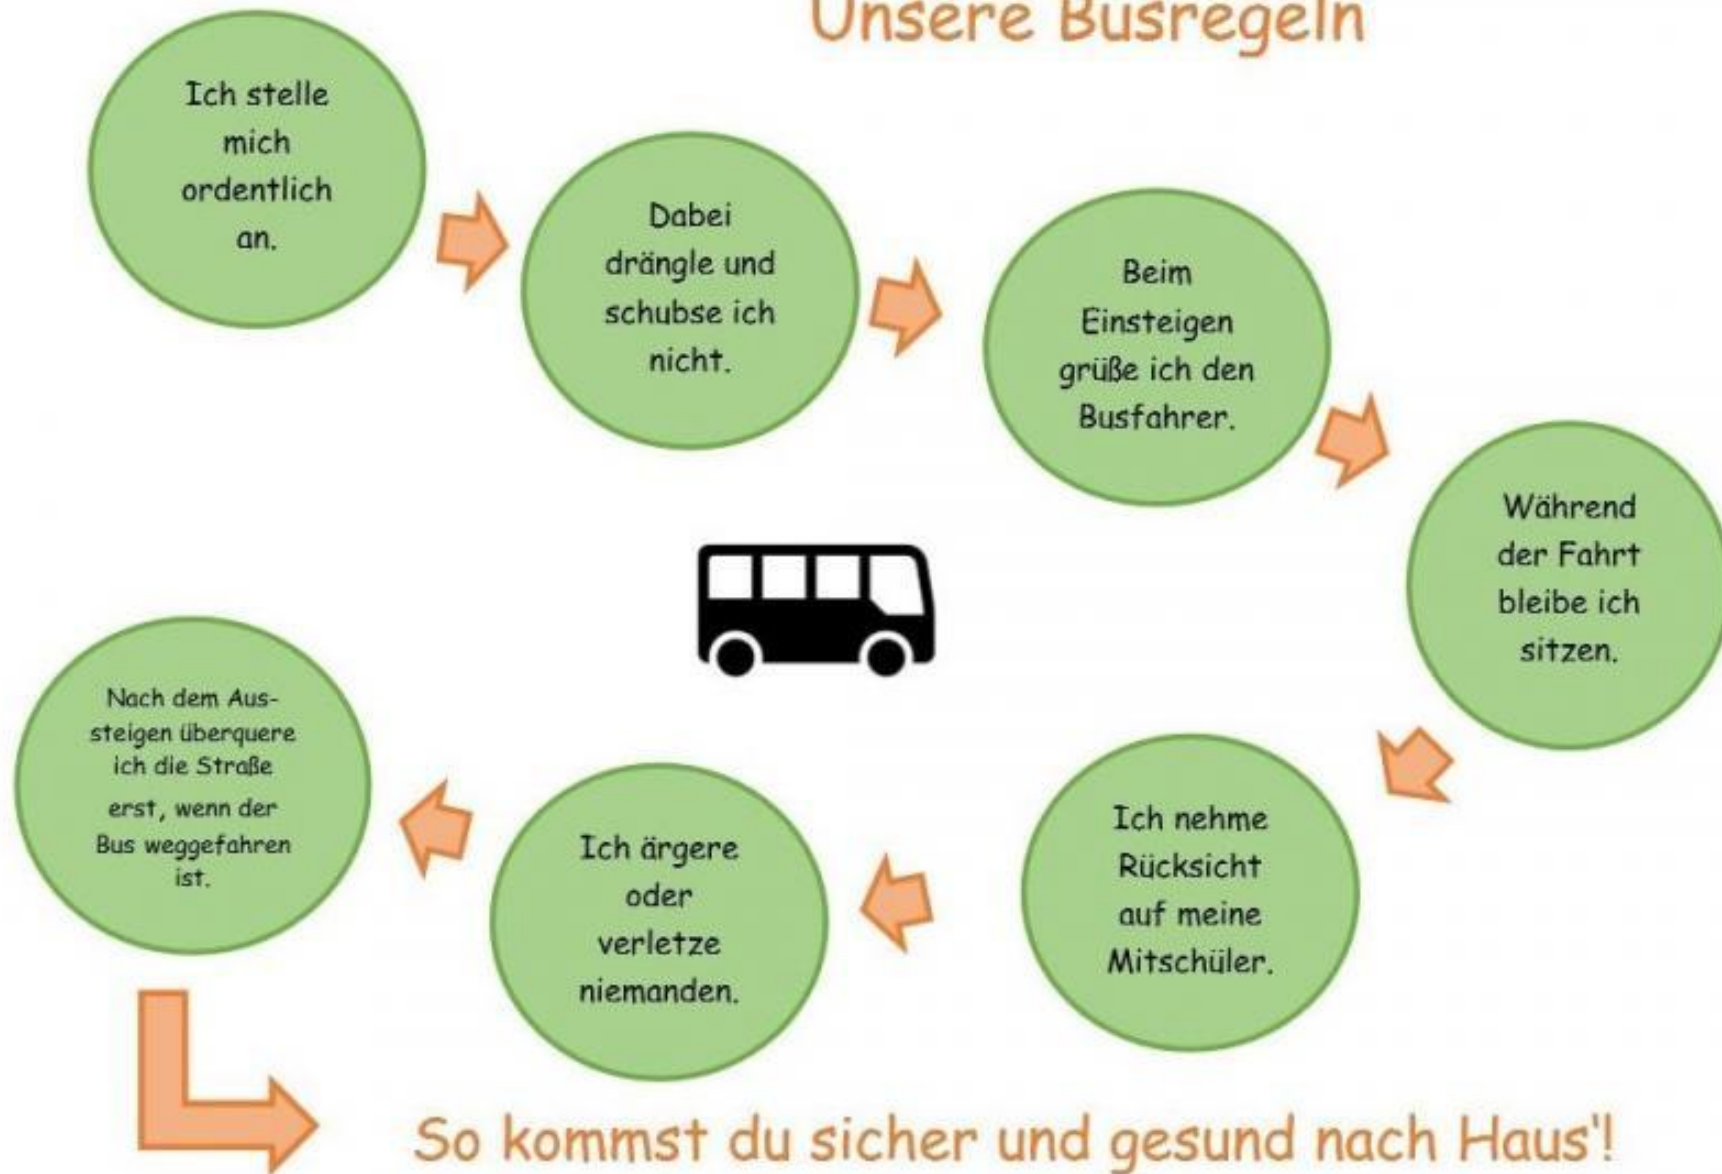 Unsere Busregeln
Ich stelle
mich
ordentlich
an.
Dabei
drängle und
schubse ich
nicht.
Beim
Einsteigen
grüße ich den
Busfahrer.
Während
der Fahrt
bleibe ich
sitzen.
Ich nehme
Rücksicht
auf meine
Mitschüler.
Ich ärgere
oder
verletze
niemanden.
Nach dem Aus-
steigen überquere
ich die Straße
erst, wenn der
Bus weggefahren
ist.
So kommst du sicher und gesund nach Haus'!